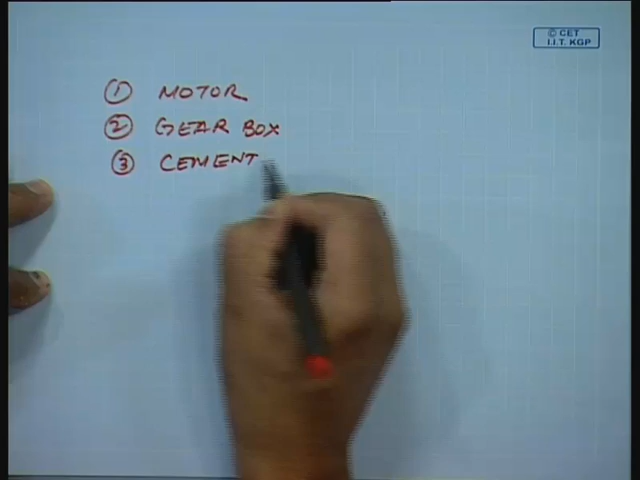 © CET
I.I.T. KGP
① MOTOR
② GEAR BOX
③ CEMENT